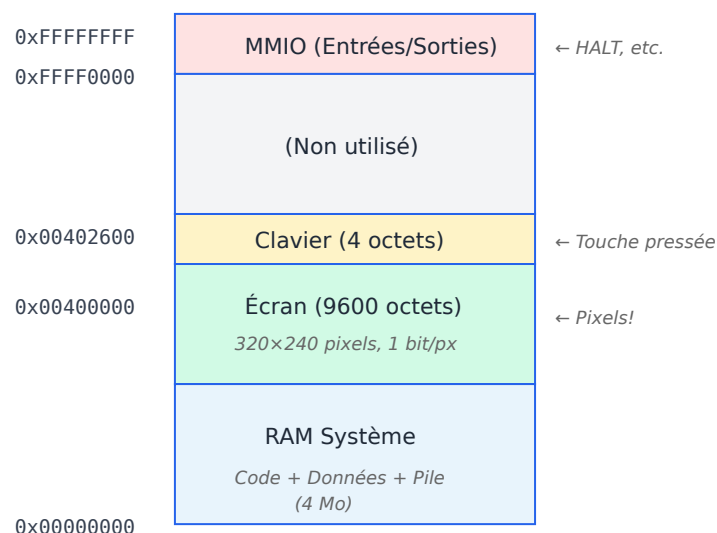 0xFFFFFFFF
MMIO (Entrées/Sorties)
← HALT, etc.
0xFFFF0000
(Non utilisé)
0x00402600
Clavier (4 octets)
← Touche pressée
0x00400000
Écran (9600 octets)
← Pixels!
320×240 pixels, 1 bit/px
RAM Système
Code + Données + Pile
(4 Mo)
0x00000000